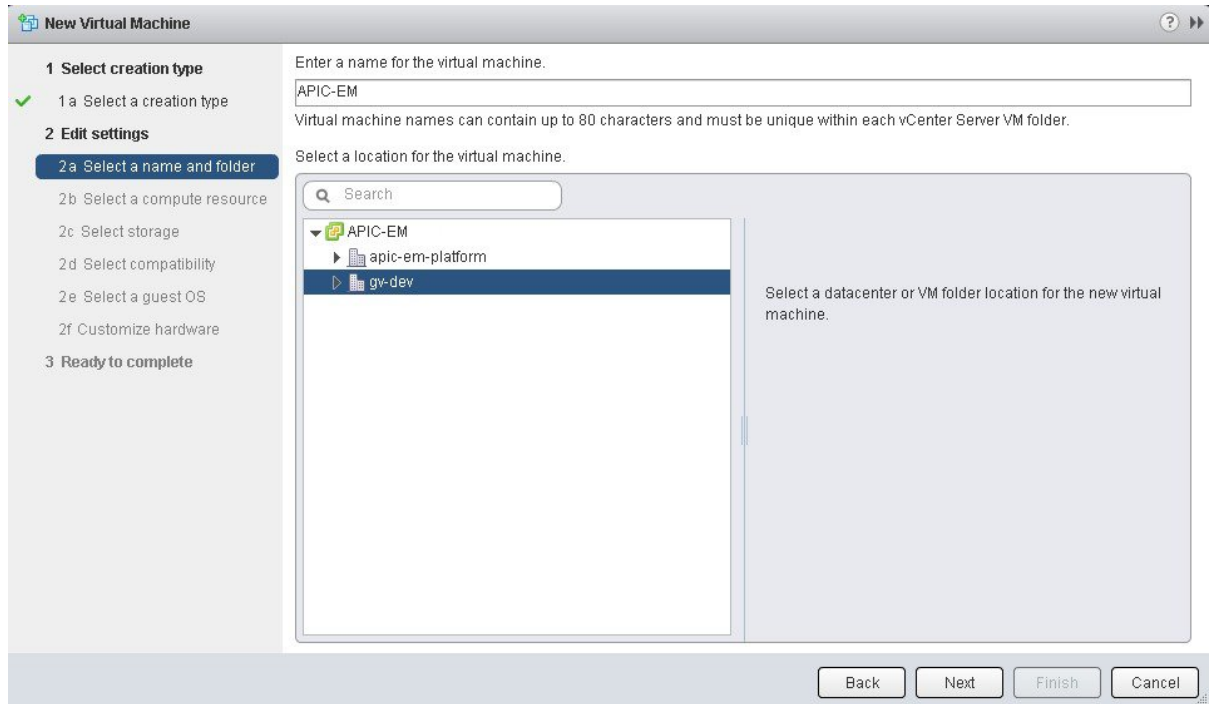 New Virtual Machine
1 Select creation type
1a Select a creation type
2 Edit settings
2a Select a name and folder
2b Select a compute resource
2c Select storage
2d Select compatibility
2e Select a guest OS
2f Customize hardware
3 Ready to complete
Enter a name for the virtual machine.
APIC-EM
Virtual machine names can contain up to 80 characters and must be unique within each vCenter Server VM folder.
Select a location for the virtual machine.
Search
APIC-EM
apic-em-platform
gv-dev
Select a datacenter or VM folder location for the new virtual
machine.
Back Next Finish Cancel